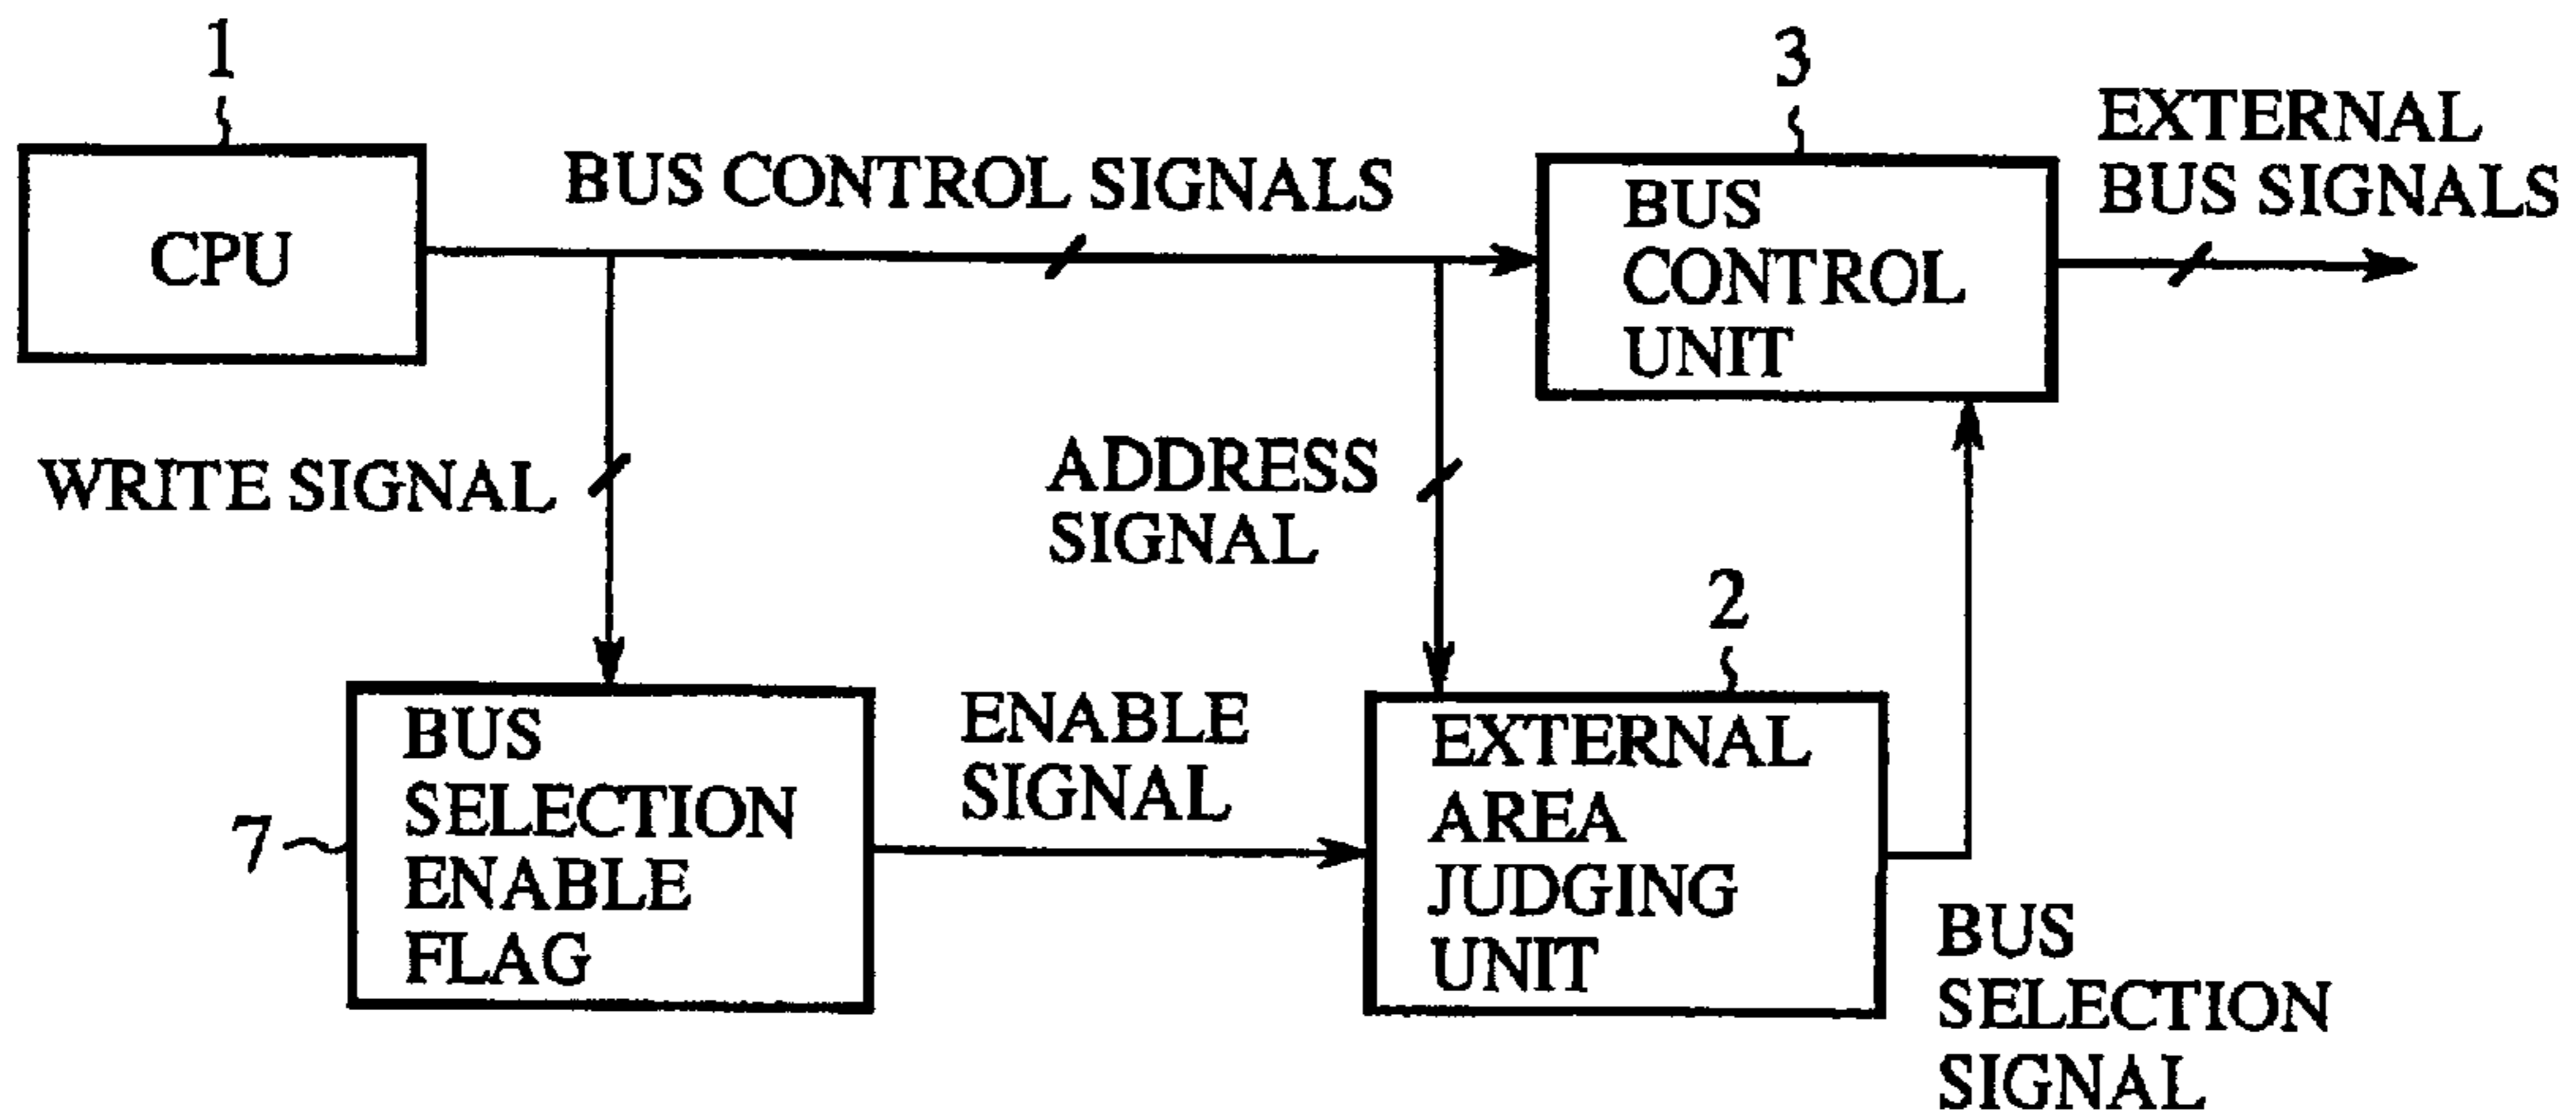 1
3
EXTERNAL
BUS SIGNALS
BUS CONTROL SIGNALS
CPU
BUS
CONTROL
UNIT
WRITE SIGNAL
ADDRESS
SIGNAL
2
7
BUS
SELECTION
ENABLE
FLAG
ENABLE
SIGNAL
EXTERNAL
AREA
JUDGING
UNIT
BUS
SELECTION
SIGNAL